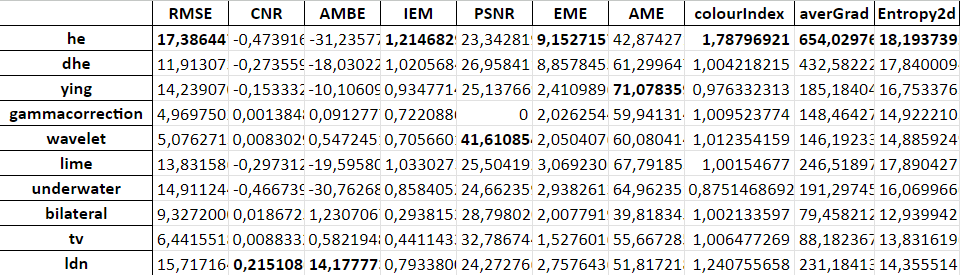 RMSE CNR AMBE IEM PSNR EME AME colourIndex averGrad Entropy2d
he 17,38644 -0,473916 -31,23577 1,214682 23,34281 9,152715 42,87427 1,78796921 654,02976 18,193739
dhe 11,91307 -0,273559 -18,03022 1,020568 26,95841 8,857845 61,29964 1,004218215 432,58222 17,840009
ying 14,23907 -0,153332 -10,10609 0,934771 25,13766 2,410989 71,078359 0,976332313 185,18404 16,753376
gammacorrection 4,969750 0,001384 0,091277 0,722088 0 2,026254 59,941314 1,009523774 148,46427 14,922210
wavelet 5,076271 0,008302 0,547245 0,705660 41,610854 2,050407 60,080414 1,012354159 146,19233 14,885924
lime 13,83158 -0,297312 -19,59580 1,033027 25,50419 3,069230 67,79185 1,00154677 246,51897 17,890427
underwater 14,91124 -0,466739 -30,76268 0,858405 24,66235 2,938261 64,96235 0,8751468692 191,29745 16,069966
bilateral 9,327200 0,018672 1,230706 0,293815 28,79802 2,007791 39,81834 1,002133597 79,458212 12,939942
tv 6,441551 0,008833 0,582194 0,441143 32,78674 1,527601 55,66728 1,006477269 88,182367 13,831619
ldn 15,71716 0,215108 14,17777 0,793380 24,27276 2,757643 51,81721 1,240755658 231,18413 14,355514